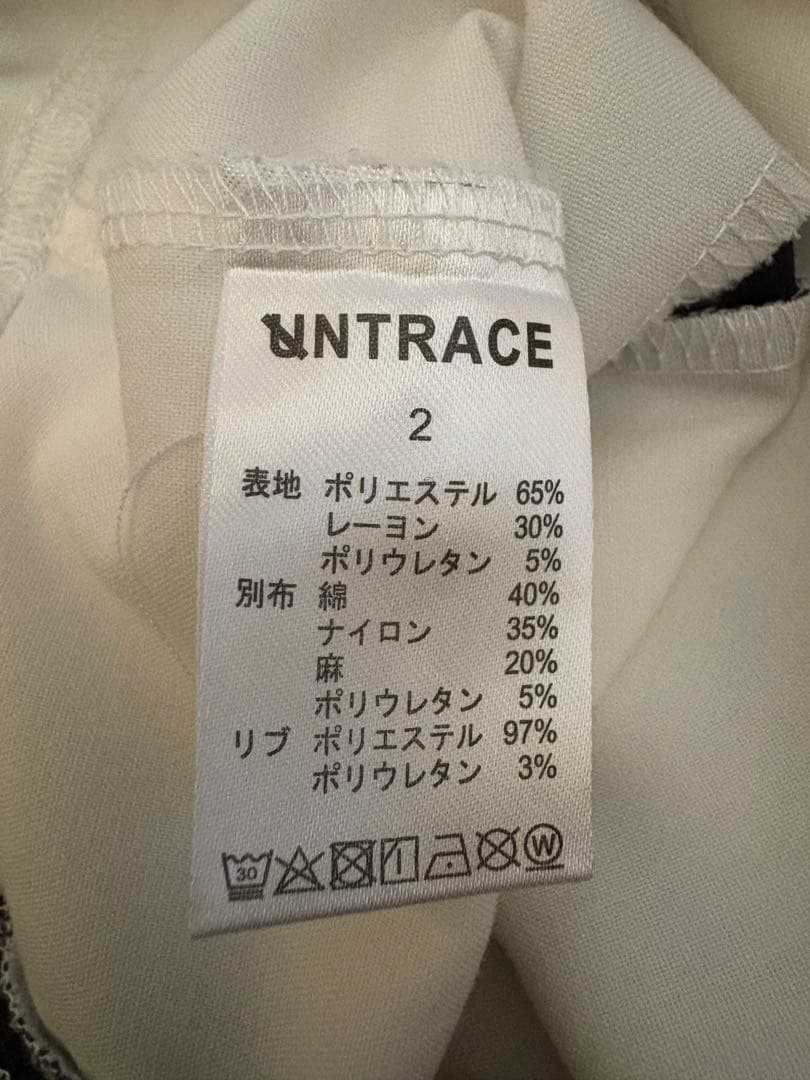 UNTRACE
2
表地 ポリエステル 65%
レーヨン 30%
ポリウレタン 5%
別布 綿 40%
ナイロン 35%
麻 20%
ポリウレタン 5%
リブ ポリエステル 97%
ポリウレタン 3%
30 W